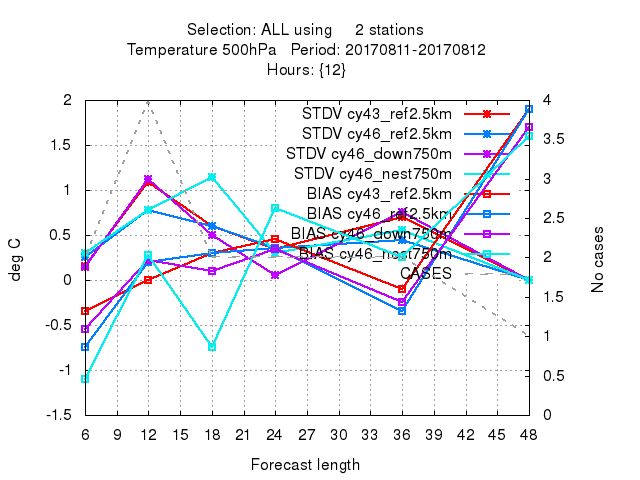 Selection: ALL using 2 stations
Temperature 500hPa Period: 20170811-20170812
Hours: {12}
2
1.5
1
0.5
0
-0.5
-1
-1.5
deg C
4
3.5
3
2.5
2
1.5
1
0.5
0
No cases
STDV cy43_ref2.5km
STDV cy46_ref2.5km
STDV cy46_down750m
STDV cy46_nest750m
BIAS cy43_ref2.5km
BIAS cy46_ref2.5km
BIAS cy46_down750m
BIAS cy46_nest750m
CASES
6 9 12 15 18 21 24 27 30 33 36 39 42 45 48
Forecast length